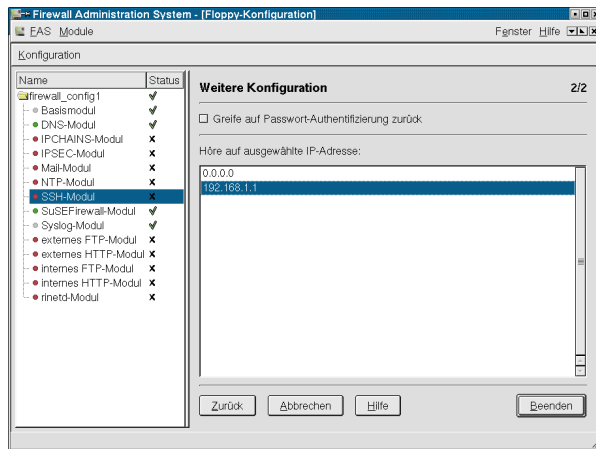 Firewall Administration System - [Floppy-Konfiguration]
FAS Module Fenster Hilfe
Konfiguration
Name Status
firewall_config1
Basismodul
DNS-Modul
IPCHAINS-Modul
IPSEC-Modul
Mail-Modul
NTP-Modul
SSH-Modul
SuSEFirewall-Modul
Syslog-Modul
externes FTP-Modul
externes HTTP-Modul
internes FTP-Modul
internes HTTP-Modul
rinetd-Modul
Weitere Konfiguration 2/2
Greife auf Passwort-Authentifizierung zurück
Höre auf ausgewählte IP-Adresse:
0.0.0.0
192.168.1.1
Zurück Abbrechen Hilfe Beenden